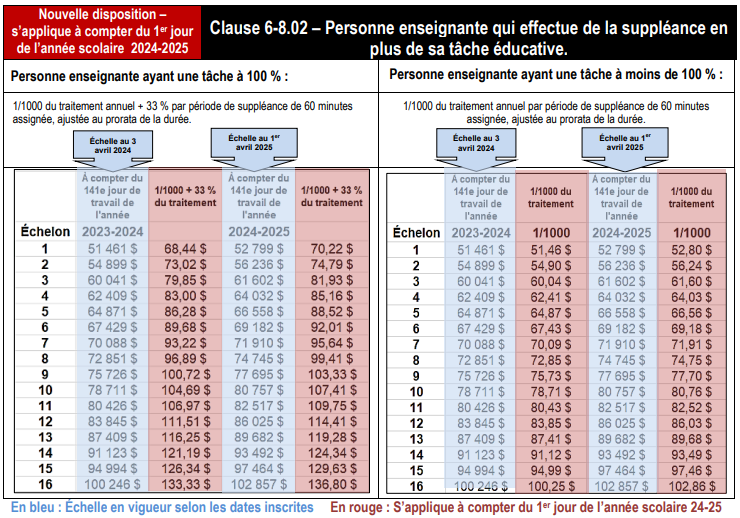 Nouvelle disposition –
s’applique à compter du 1er jour
de l’année scolaire 2024-2025
Clause 6-8.02 – Personne enseignante qui effectue de la suppléance en
plus de sa tâche éducative.
Personne enseignante ayant une tâche à 100 % :
1/1000 du traitement annuel + 33 % par période de suppléance de 60 minutes
assignée, ajustée au prorata de la durée.
Échelle au 3
avril 2024
Échelle au 1er
avril 2025
À compter du
141e jour de
travail de
l'année
1/1000 + 33 %
du traitement
À compter du
141e jour de
travail de
l'année
1/1000 + 33 %
du traitement
Échelon 2023-2024 2024-2025
1 51 461 $ 68,44 $ 52 799 $ 70,22 $
2 54 899 $ 73,02 $ 56 236 $ 74,79 $
3 60 041 $ 79,85 $ 61 602 $ 81,93 $
4 62 409 $ 83,00 $ 64 032 $ 85,16 $
5 64 871 $ 86,28 $ 66 558 $ 88,52 $
6 67 429 $ 89,68 $ 69 182 $ 92,01 $
7 70 088 $ 93,22 $ 71 910 $ 95,64 $
8 72 851 $ 96,89 $ 74 745 $ 99,41 $
9 75 726 $ 100,72 $ 77 695 $ 103,33 $
10 78 711 $ 104,69 $ 80 757 $ 107,41 $
11 80 426 $ 106,97 $ 82 517 $ 109,75 $
12 83 845 $ 111,51 $ 86 025 $ 114,41 $
13 87 409 $ 116,25 $ 89 682 $ 119,28 $
14 91 123 $ 121,19 $ 93 492 $ 124,34 $
15 94 994 $ 126,34 $ 97 464 $ 129,63 $
16 100 246 $ 133,33 $ 102 857 $ 136,80 $
Personne enseignante ayant une tâche à moins de 100 % :
1/1000 du traitement annuel par période de suppléance de 60 minutes
assignée, ajustée au prorata de la durée.
Échelle au 3
avril 2024
Échelle au 1er
avril 2025
À compter du
141e jour de
travail de
l'année
1/1000 du
traitement
À compter du
141e jour de
travail de
l'année
1/1000 du
traitement
Échelon 2023-2024 1/1000 2024-2025 1/1000
1 51 461 $ 51,46 $ 52 799 $ 52,80 $
2 54 899 $ 54,90 $ 56 236 $ 56,24 $
3 60 041 $ 60,04 $ 61 602 $ 61,60 $
4 62 409 $ 62,41 $ 64 032 $ 64,03 $
5 64 871 $ 64,87 $ 66 558 $ 66,56 $
6 67 429 $ 67,43 $ 69 182 $ 69,18 $
7 70 088 $ 70,09 $ 71 910 $ 71,91 $
8 72 851 $ 72,85 $ 74 745 $ 74,75 $
9 75 726 $ 75,73 $ 77 695 $ 77,70 $
10 78 711 $ 78,71 $ 80 757 $ 80,76 $
11 80 426 $ 80,43 $ 82 517 $ 82,52 $
12 83 845 $ 83,85 $ 86 025 $ 86,03 $
13 87 409 $ 87,41 $ 89 682 $ 89,68 $
14 91 123 $ 91,12 $ 93 492 $ 93,49 $
15 94 994 $ 94,99 $ 97 464 $ 97,46 $
16 100 246 $ 100,25 $ 102 857 $ 102,86 $
En bleu : Échelle en vigueur selon les dates inscrites
En rouge : S’applique à compter du 1er jour de l’année scolaire 24-25